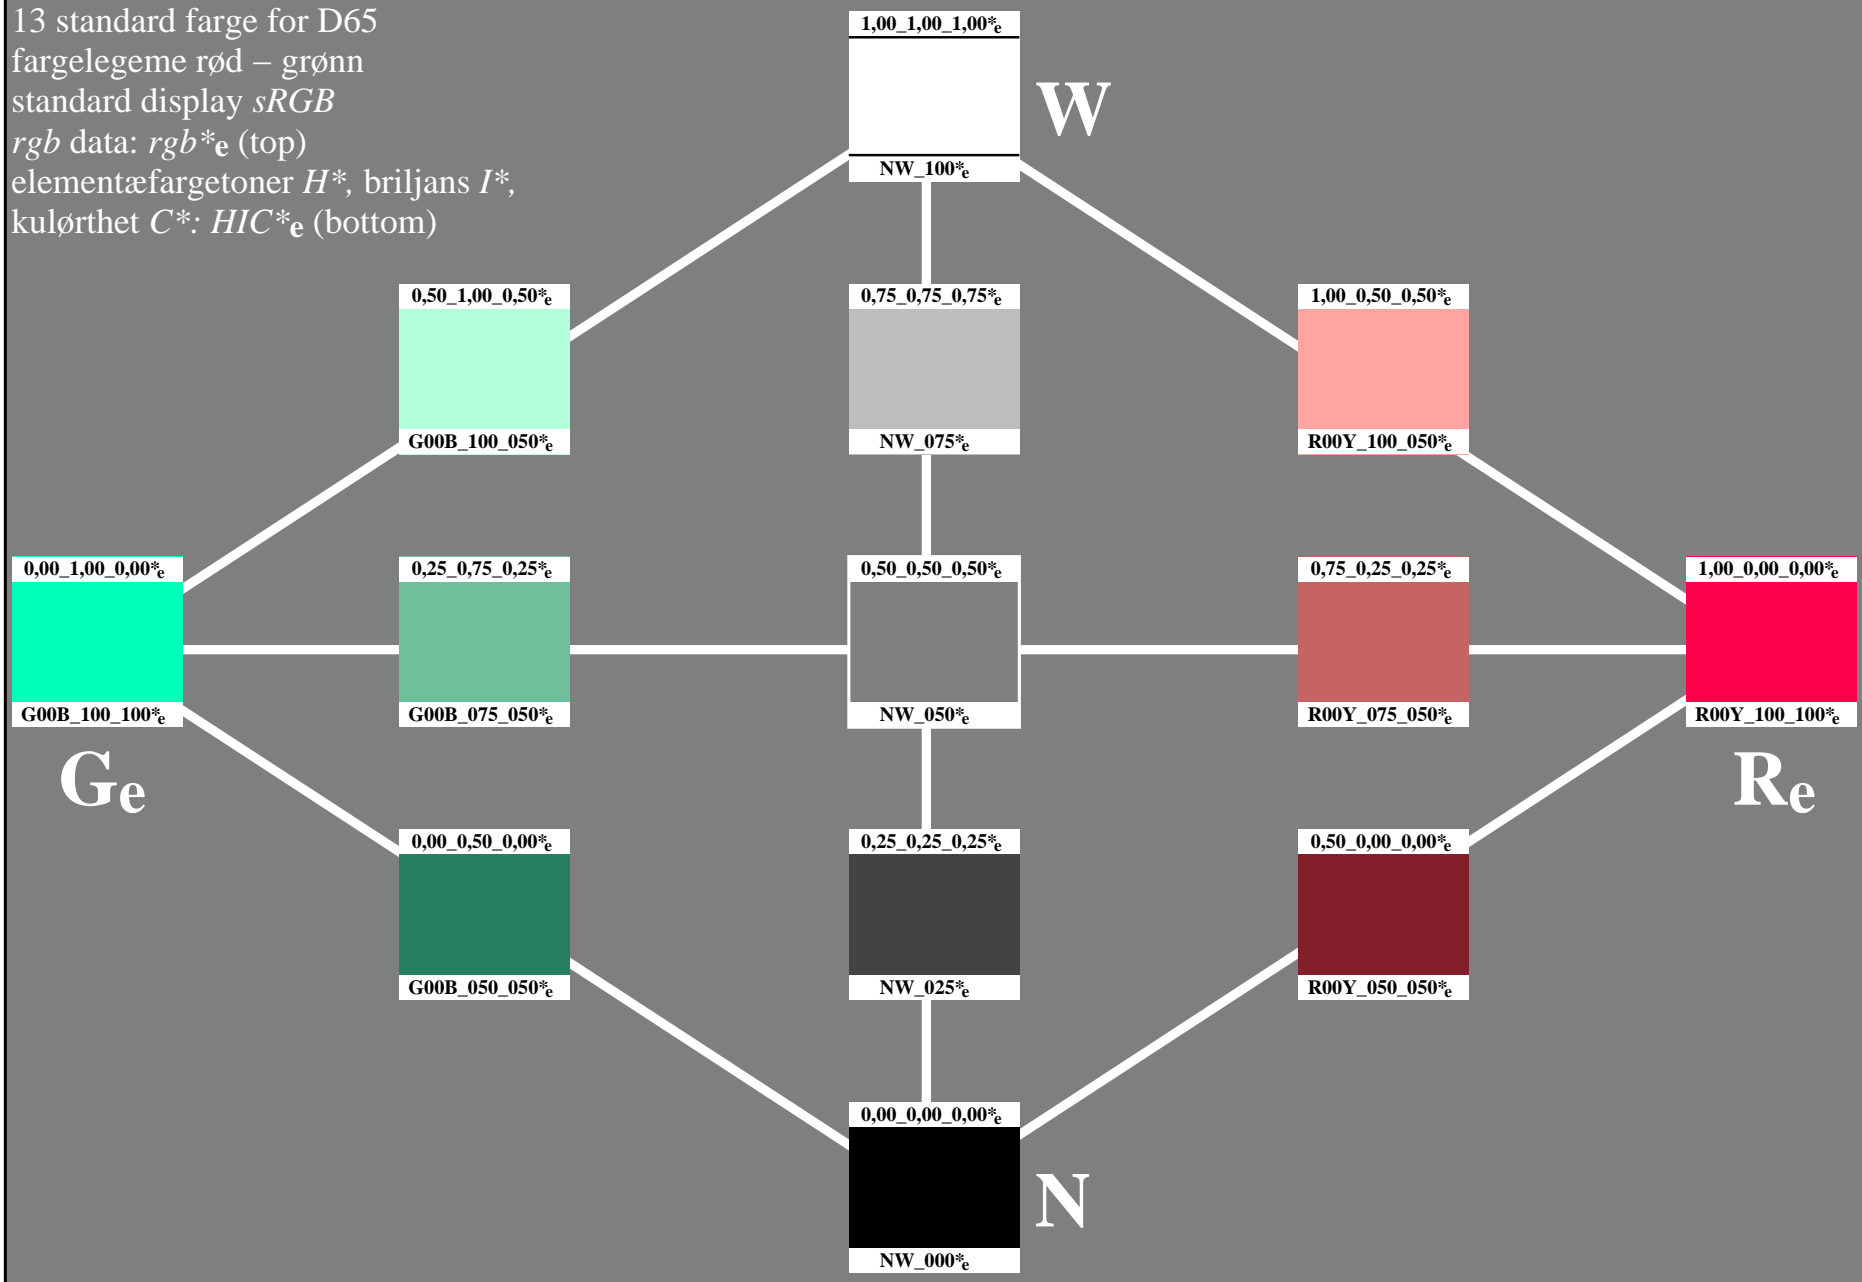 13 standard farge for D65
fargelegeme rød – grønn
standard display sRGB
rgb data: rgb*e (top)
elementæfargetoner H*, briljans I*,
kulørthet C*: HIC*e (bottom)
1,00_1,00_1,00*e
W
NW_100*e
0,50_1,00_0,50*e
0,75_0,75_0,75*e
1,00_0,50_0,50*e
G00B_100_050*e
NW_075*e
R00Y_100_050*e
0,00_1,00_0,00*e
0,25_0,75_0,25*e
0,50_0,50_0,50*e
0,75_0,25_0,25*e
1,00_0,00_0,00*e
G00B_100_100*e
G00B_075_050*e
NW_050*e
R00Y_075_050*e
R00Y_100_100*e
Ge
Re
0,00_0,50_0,00*e
0,25_0,25_0,25*e
0,50_0,00_0,00*e
G00B_050_050*e
NW_025*e
R00Y_050_050*e
0,00_0,00_0,00*e
N
NW_000*e